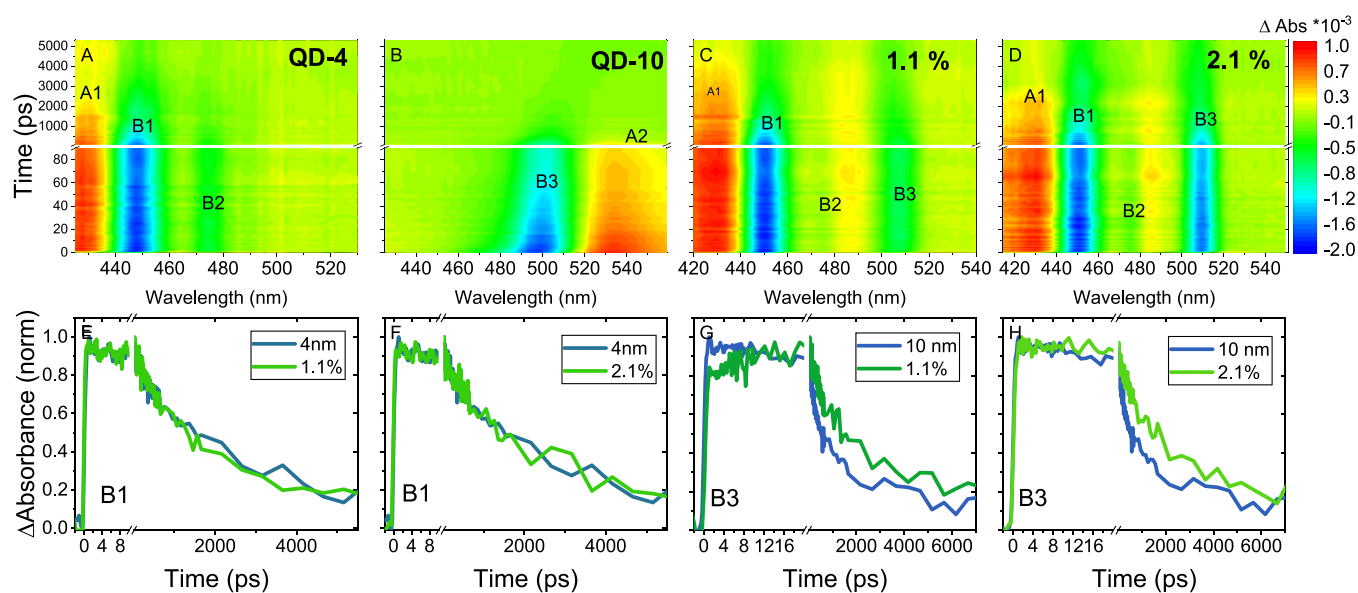 Δ Abs *10⁻³
A QD-4
B QD-10
C 1.1 %
D 2.1 %
A1
B1
B2
A2
B3
A1
B1
B2
B3
A1
B1
B2
B3
1.0
0.7
0.3
-0.1
-0.5
-0.8
-1.2
-1.6
-2.0
Time (ps)
5000
4000
3000
2000
1000
80
60
40
20
0
440 460 480 500 520
440 460 480 500 520 540
420 440 460 480 500 520 540
420 440 460 480 500 520 540
Wavelength (nm)
Wavelength (nm)
Wavelength (nm)
Wavelength (nm)
ΔAbsorbance (norm)
1.0
0.8
0.6
0.4
0.2
0.0
E
4nm
1.1%
B1
F
4nm
2.1%
B1
G
10 nm
1.1%
B3
H
10 nm
2.1%
B3
0 4 8 2000 4000
0 4 8 2000 4000
0 4 8 1216 2000 4000 6000
0 4 8 1216 2000 4000 6000
Time (ps)
Time (ps)
Time (ps)
Time (ps)